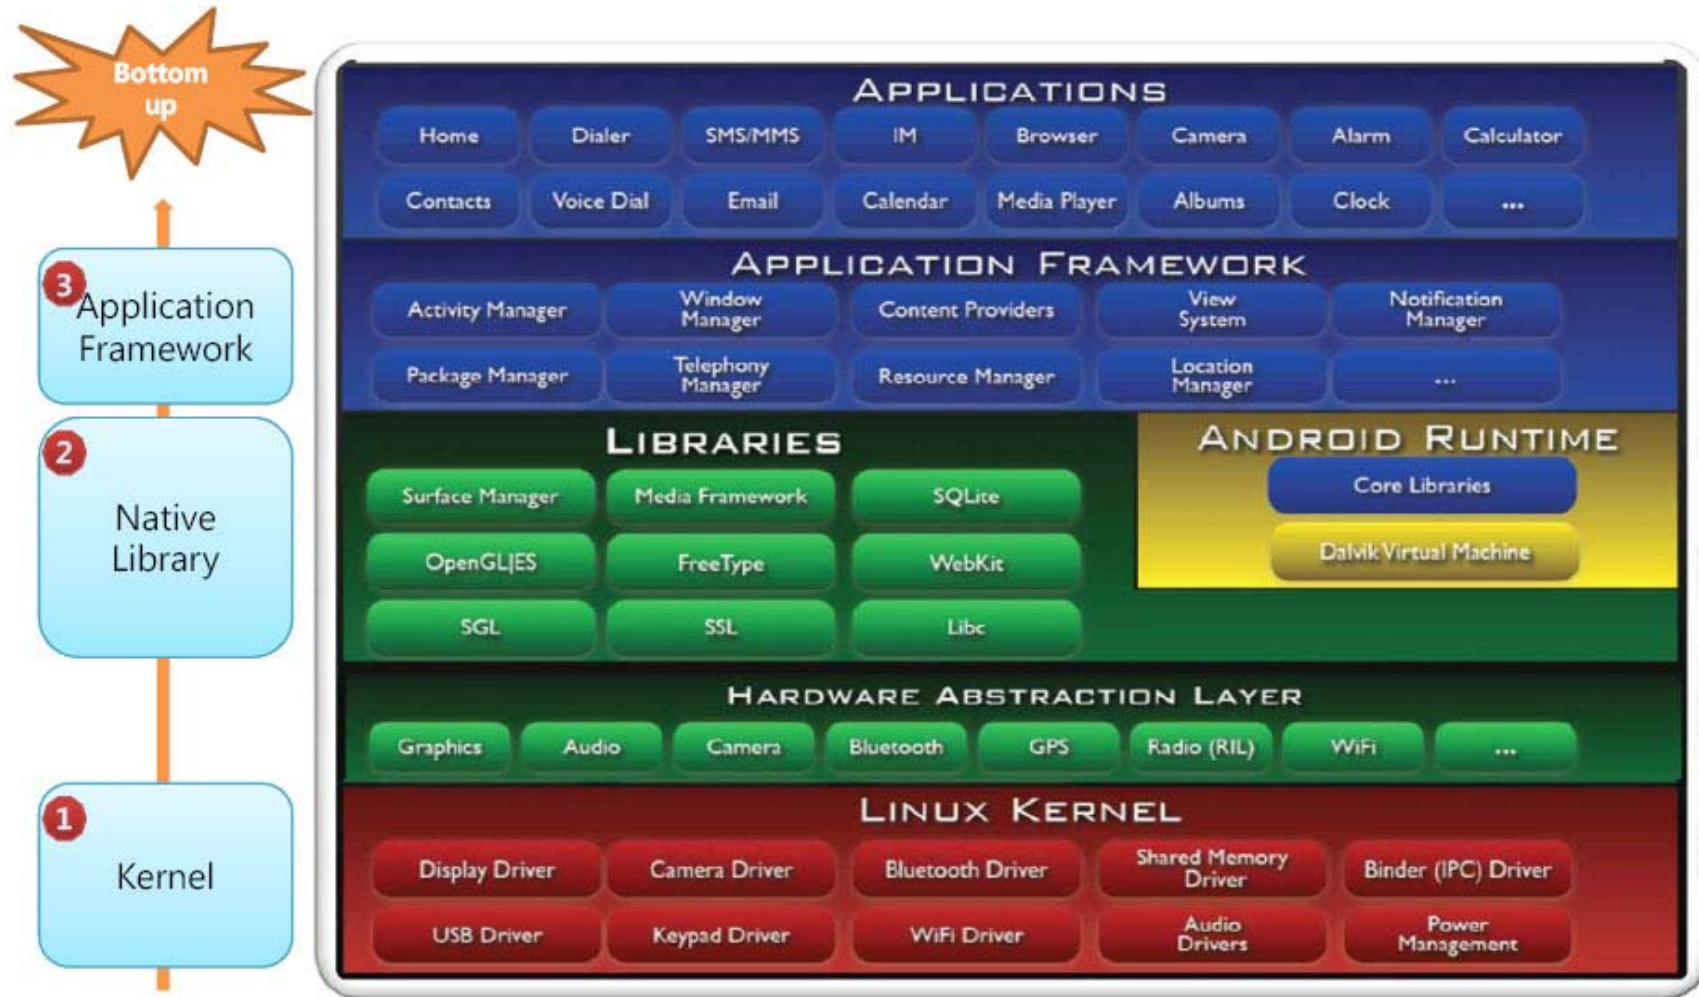 Bottom
up
3
Application
Framework
2
Native
Library
1
Kernel
APPLICATIONS
Home Dialer SMS/MMS IM Browser Camera Alarm Calculator
Contacts Voice Dial Email Calendar Media Player Albums Clock ...
APPLICATION FRAMEWORK
Activity Manager
Window
Manager
Content Providers
View
System
Notification
Manager
Package Manager
Telephony
Manager
Resource Manager
Location
Manager
...
LIBRARIES
Surface Manager Media Framework SQLite
OpenGL|ES FreeType WebKit
SGL SSL Libc
ANDROID RUNTIME
Core Libraries
Dalvik Virtual Machine
HARDWARE ABSTRACTION LAYER
Graphics Audio Camera Bluetooth GPS Radio (RIL) WiFi ...
LINUX KERNEL
Display Driver Camera Driver Bluetooth Driver
Shared Memory
Driver
Binder (IPC) Driver
USB Driver Keypad Driver WiFi Driver
Audio
Drivers
Power
Management